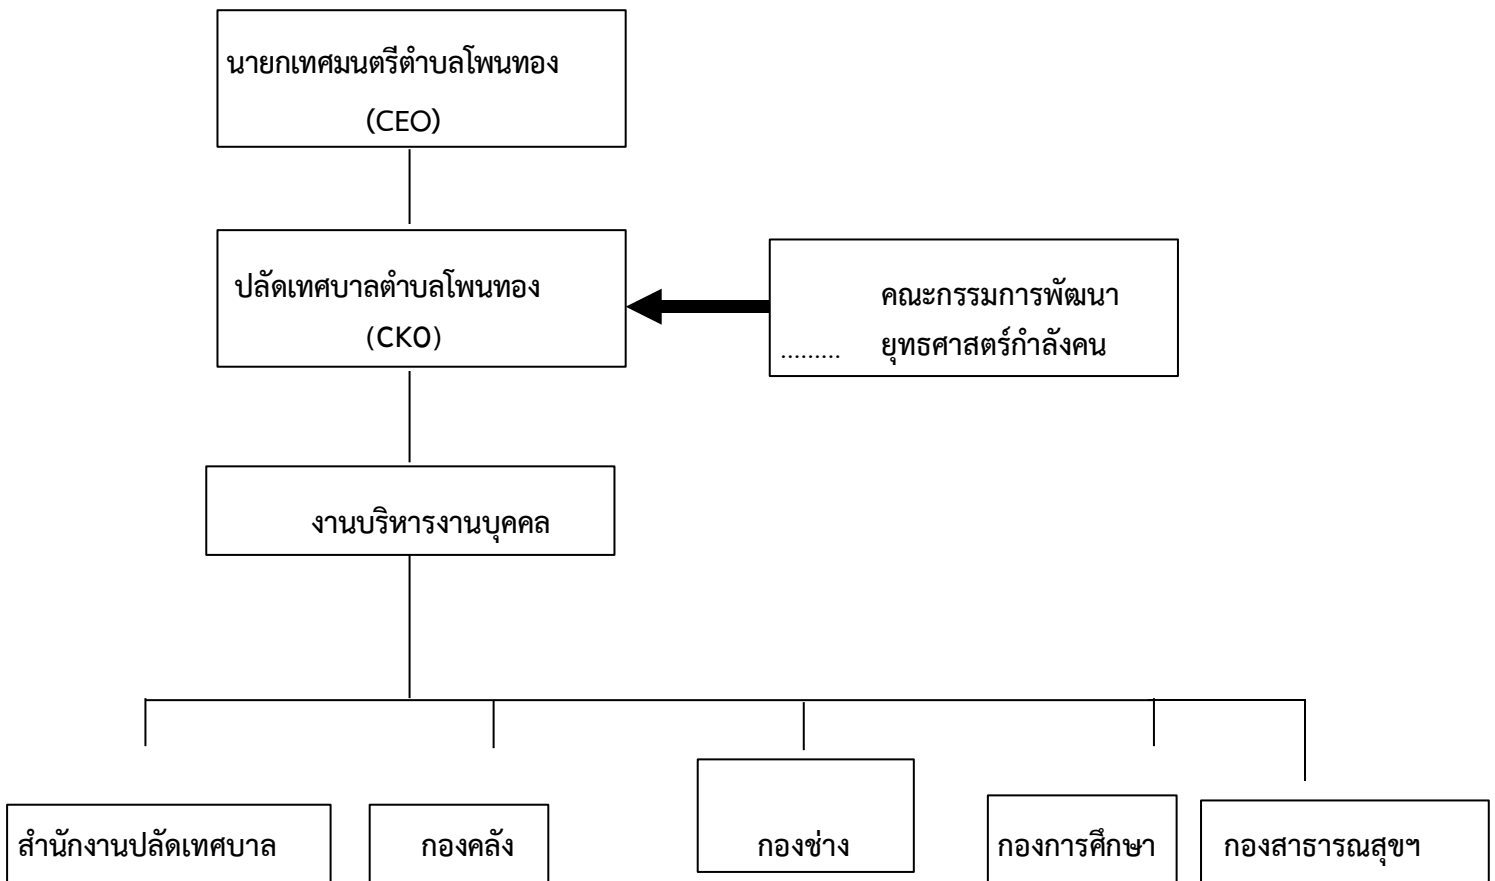 นายกเทศมนตรีตำบลโพนทอง
(CEO)
ปลัดเทศบาลตำบลโพนทอง
(CKO)
คณะกรรมการพัฒนา
......... ยุทธศาสตร์กำลังคน
งานบริหารงานบุคคล
สำนักงานปลัดเทศบาล
กองคลัง
กองช่าง
กองการศึกษา
กองสาธารณสุขฯ